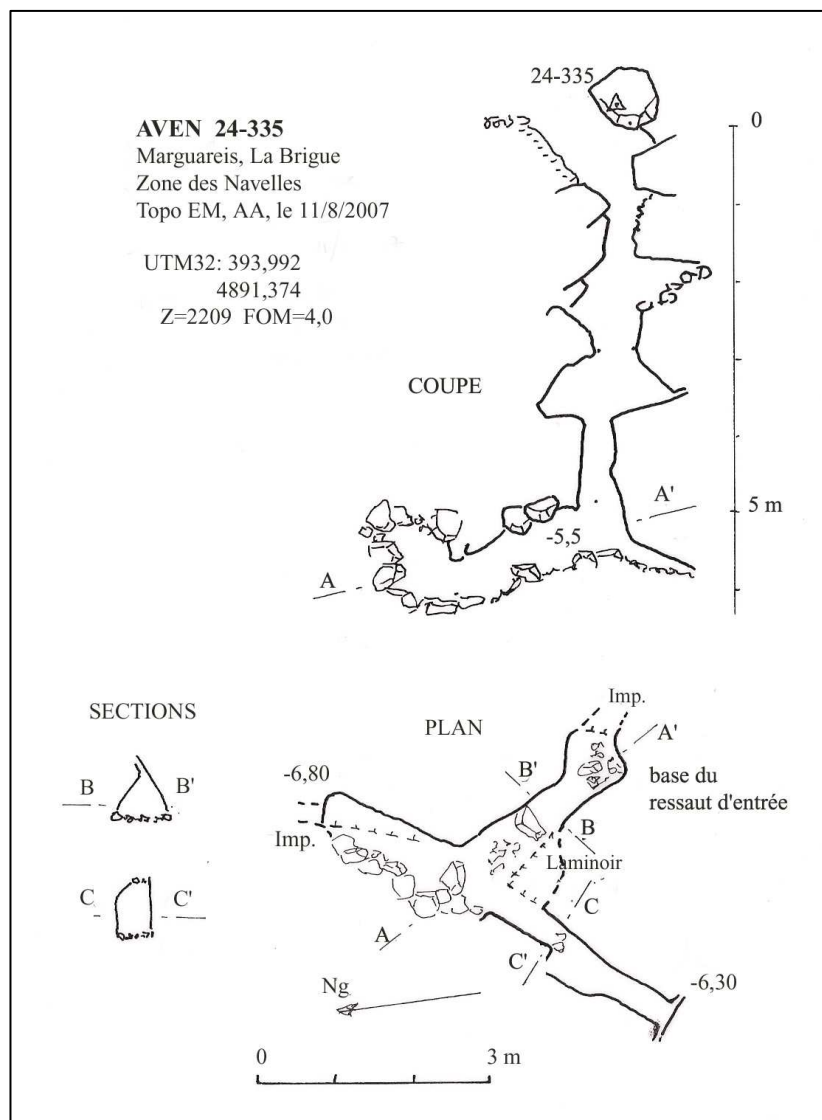 24-335
0
AVEN 24-335
Marguareis, La Brigue
Zone des Navelles
Topo EM, AA, le 11/8/2007
UTM32: 393,992
4891,374
Z=2209 FOM=4,0
COUPE
A'
5 m
-5,5
A
Imp.
SECTIONS
PLAN
A'
B'
base du
ressaut d'entrée
B
B'
-6,80
B
Imp.
Laminoir
C
C'
C
A
C'
-6,30
Ng
0
3 m